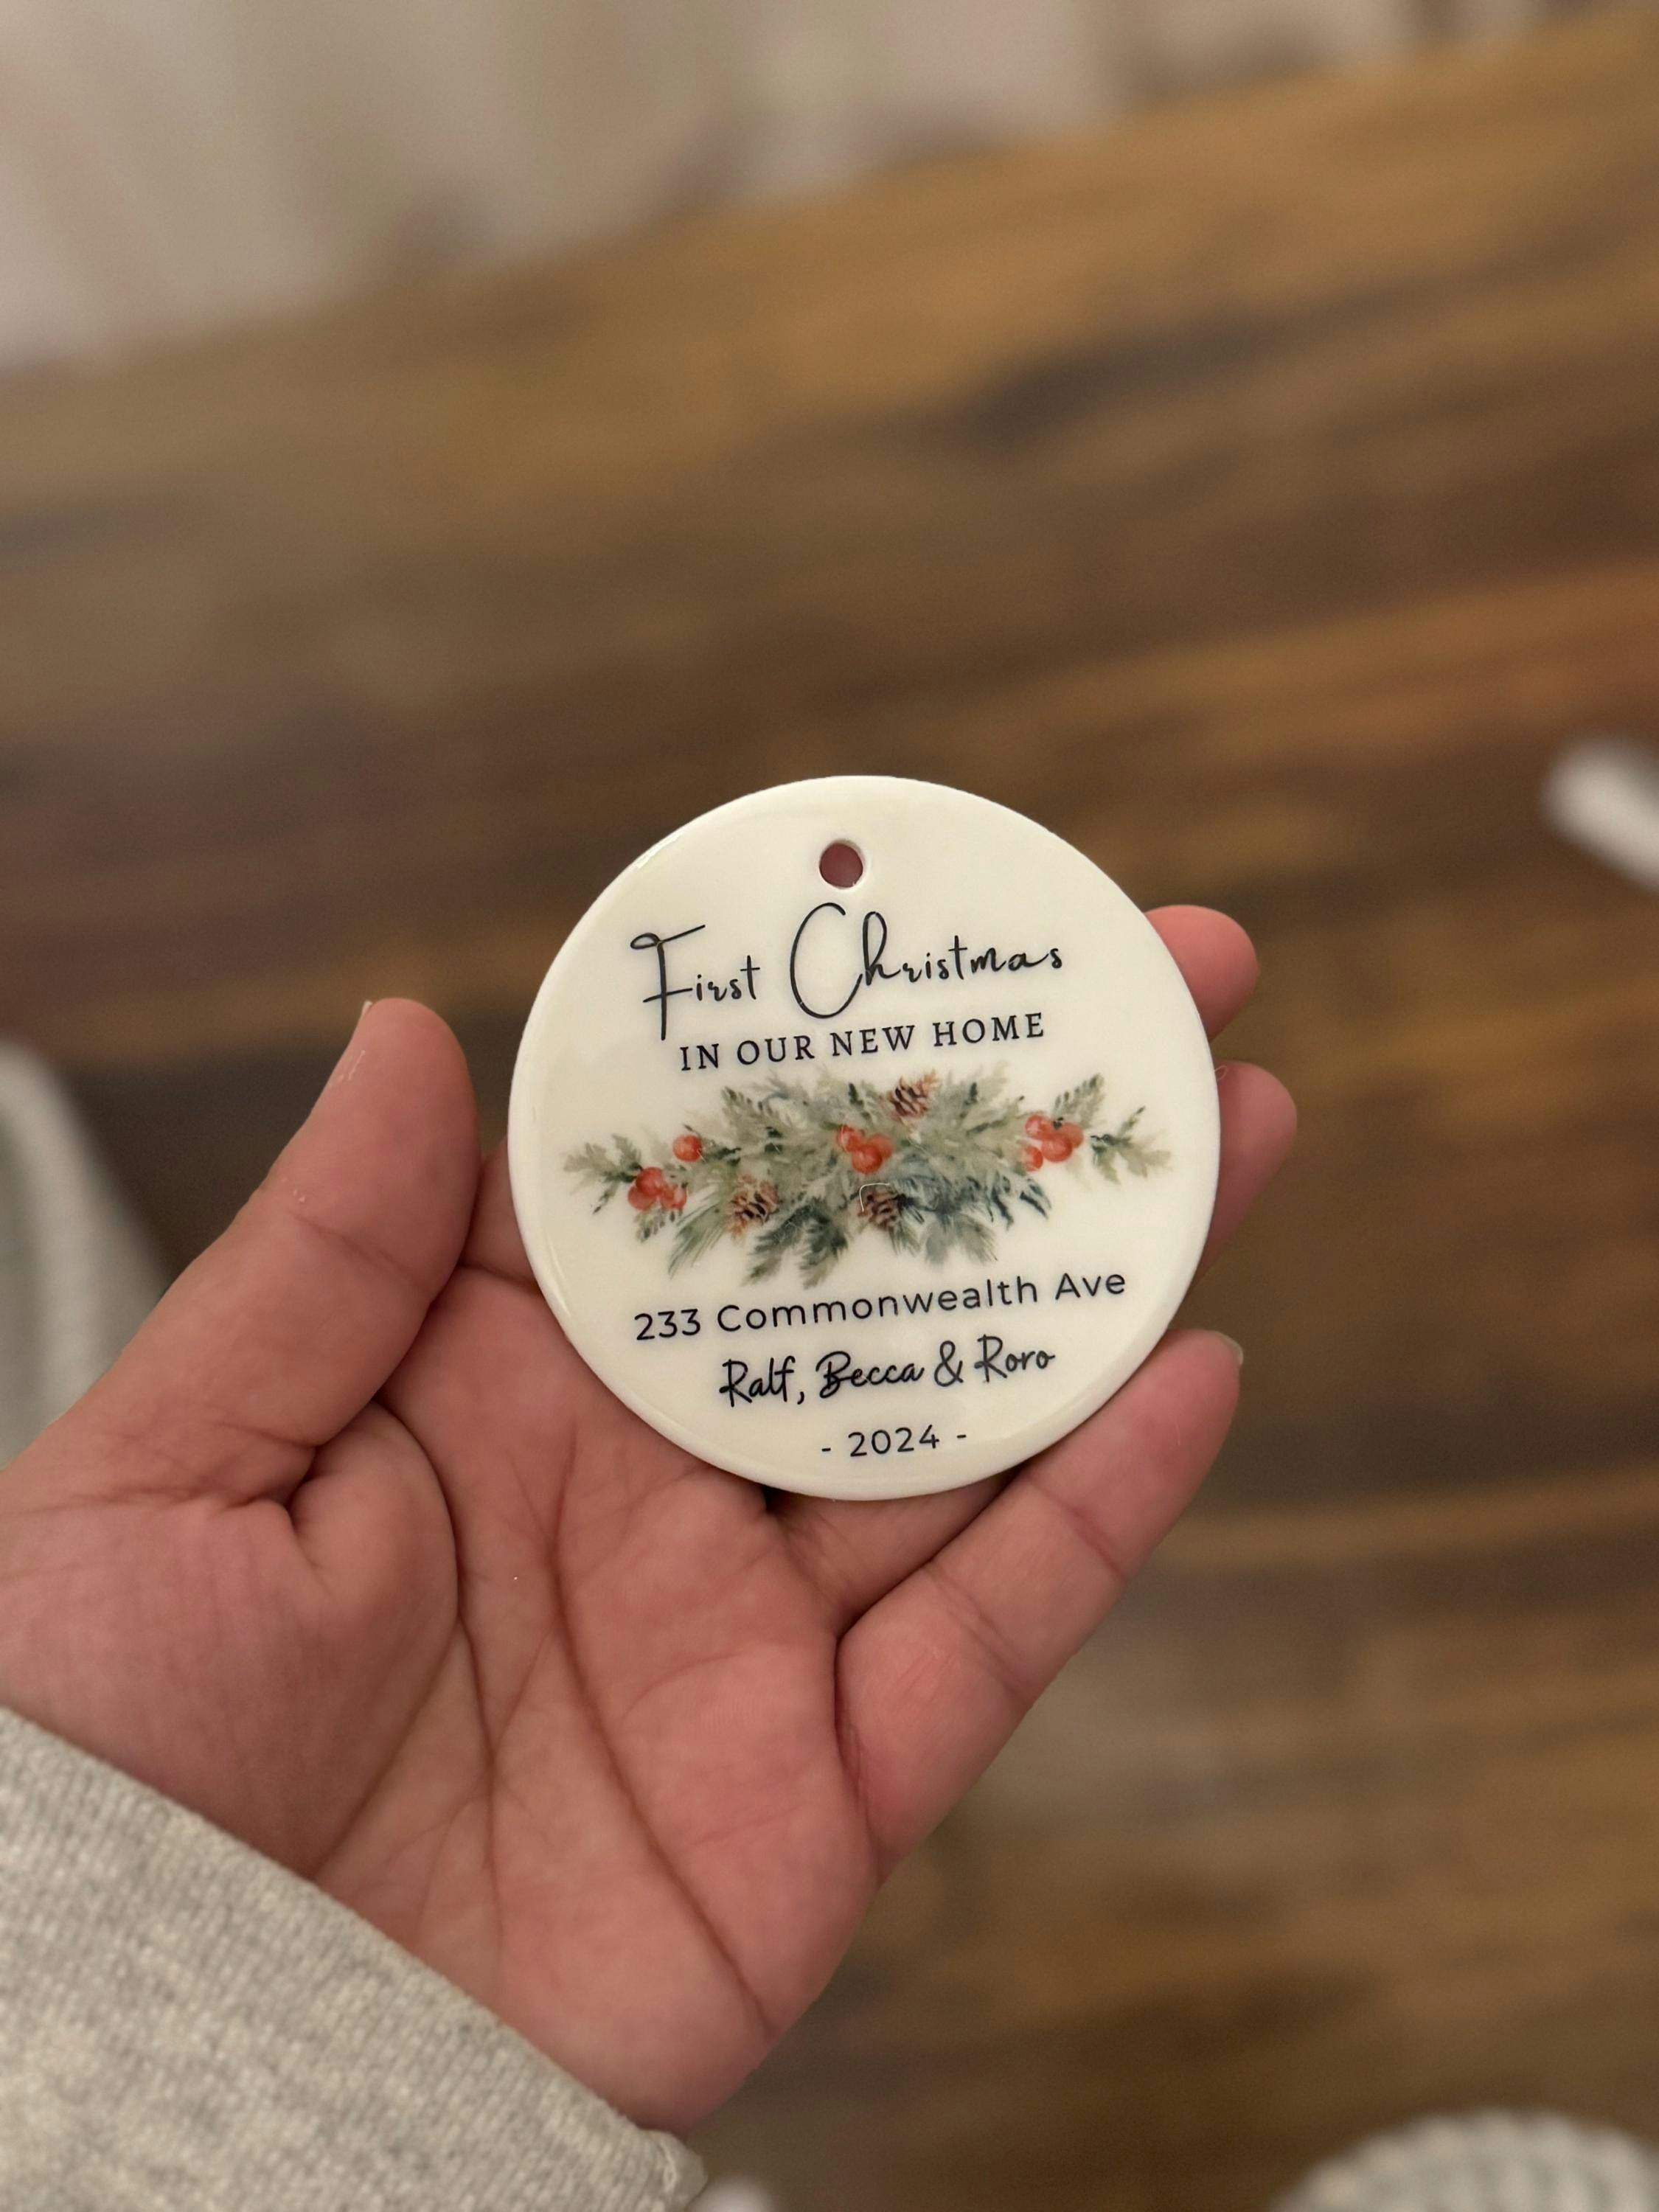 First Christmas
IN OUR NEW HOME
233 Commonwealth Ave
Ralf, Becca & Roro
- 2024 -